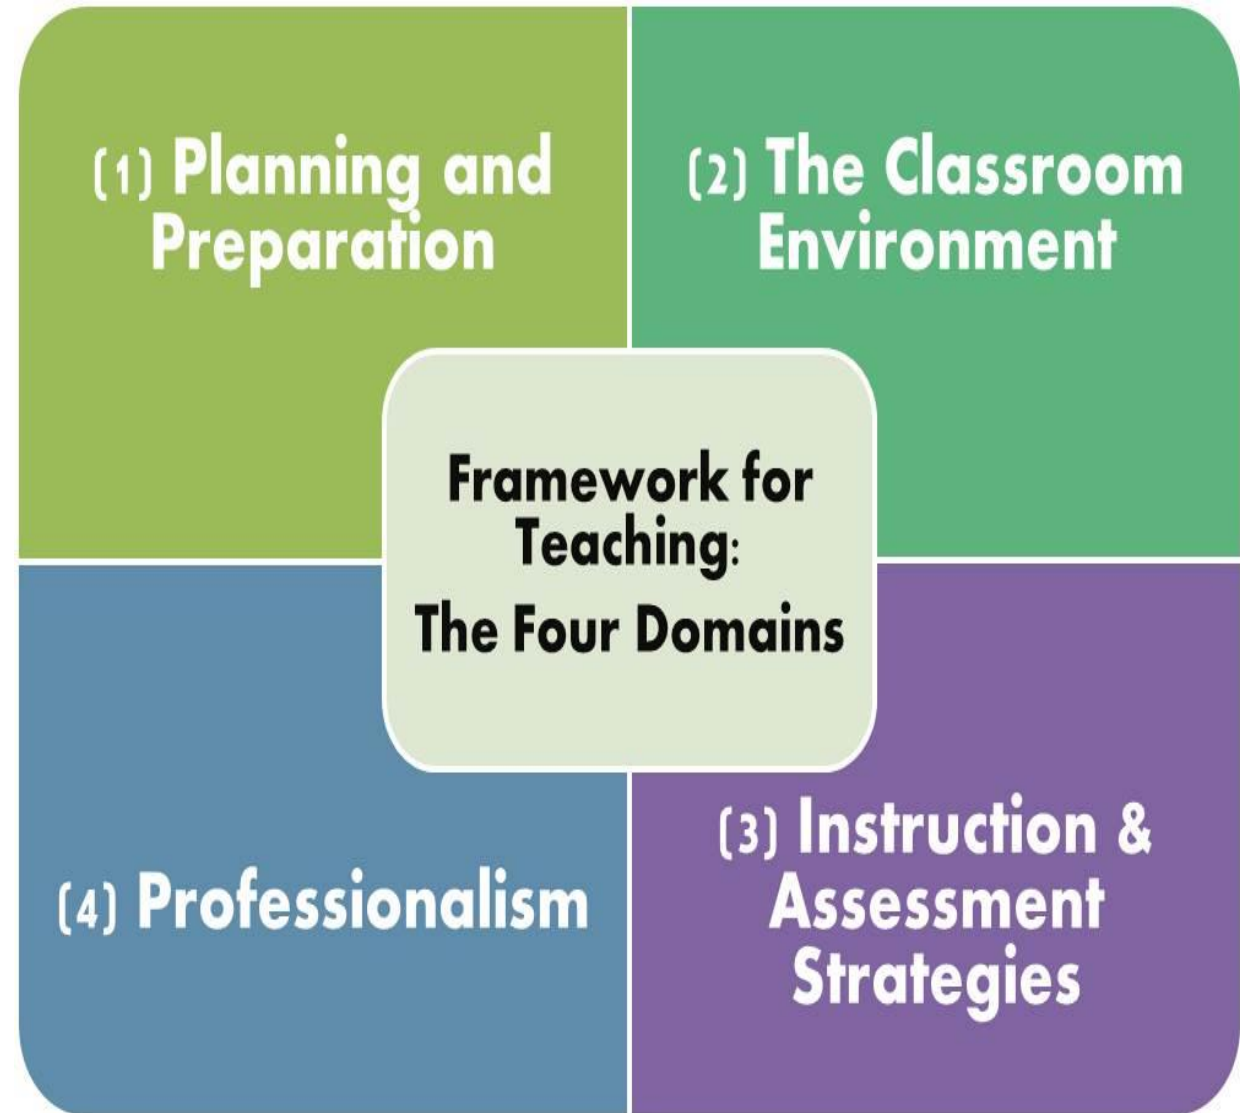 (1) Planning and
Preparation
(2) The Classroom
Environment
Framework for
Teaching:
The Four Domains
(4) Professionalism
(3) Instruction &
Assessment
Strategies